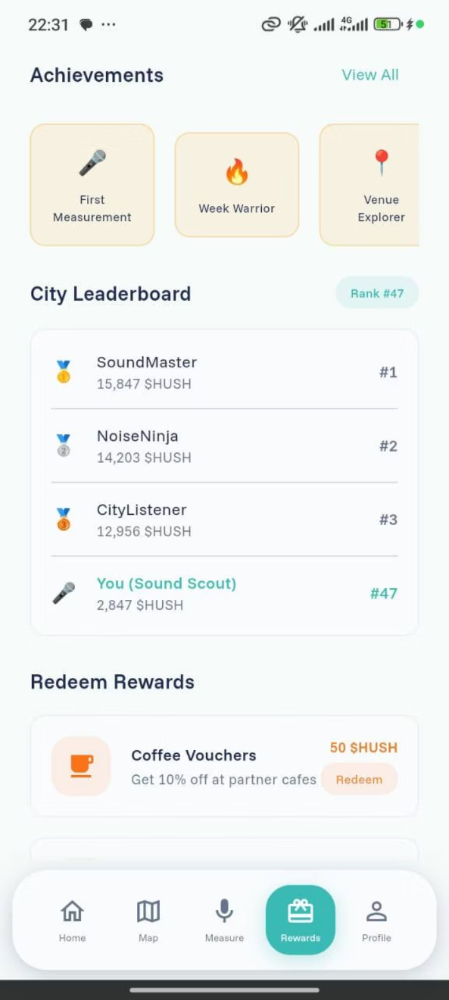 22:31
4G
51
Achievements
View All
First
Measurement
Week Warrior
Venue
Explorer
City Leaderboard
Rank #47
SoundMaster
15,847 $HUSH
#1
NoiseNinja
14,203 $HUSH
#2
CityListener
12,956 $HUSH
#3
You (Sound Scout)
2,847 $HUSH
#47
Redeem Rewards
Coffee Vouchers
50 $HUSH
Get 10% off at partner cafes
Redeem
Home
Map
Measure
Rewards
Profile